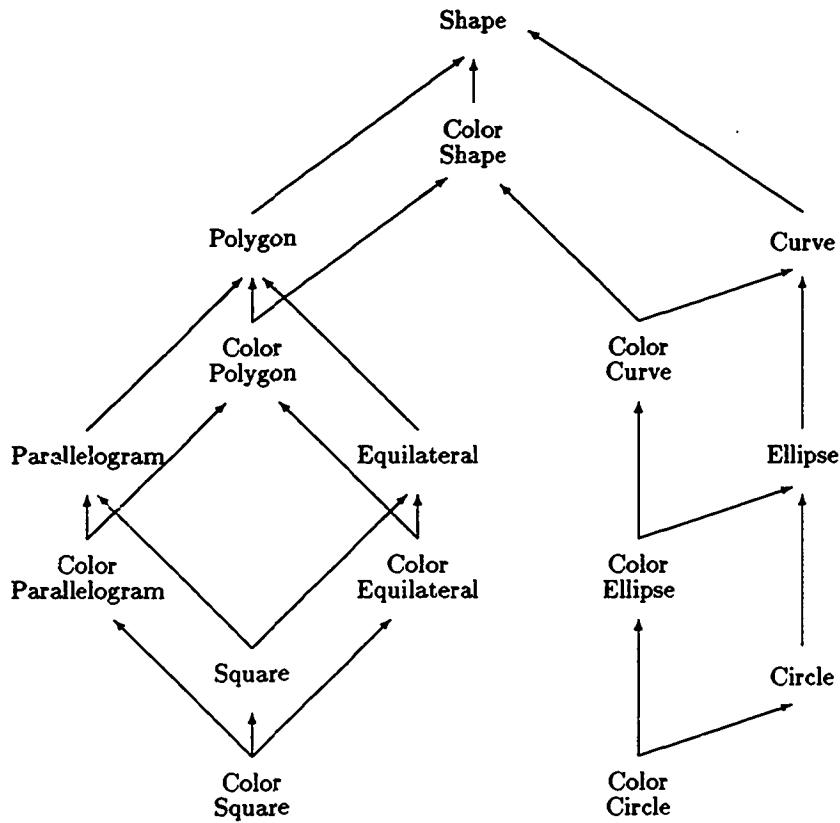 Shape
Color
Shape
Polygon
Curve
Color
Polygon
Color
Curve
Parallelogram
Equilateral
Ellipse
Color
Parallelogram
Color
Equilateral
Color
Ellipse
Square
Circle
Color
Square
Color
Circle